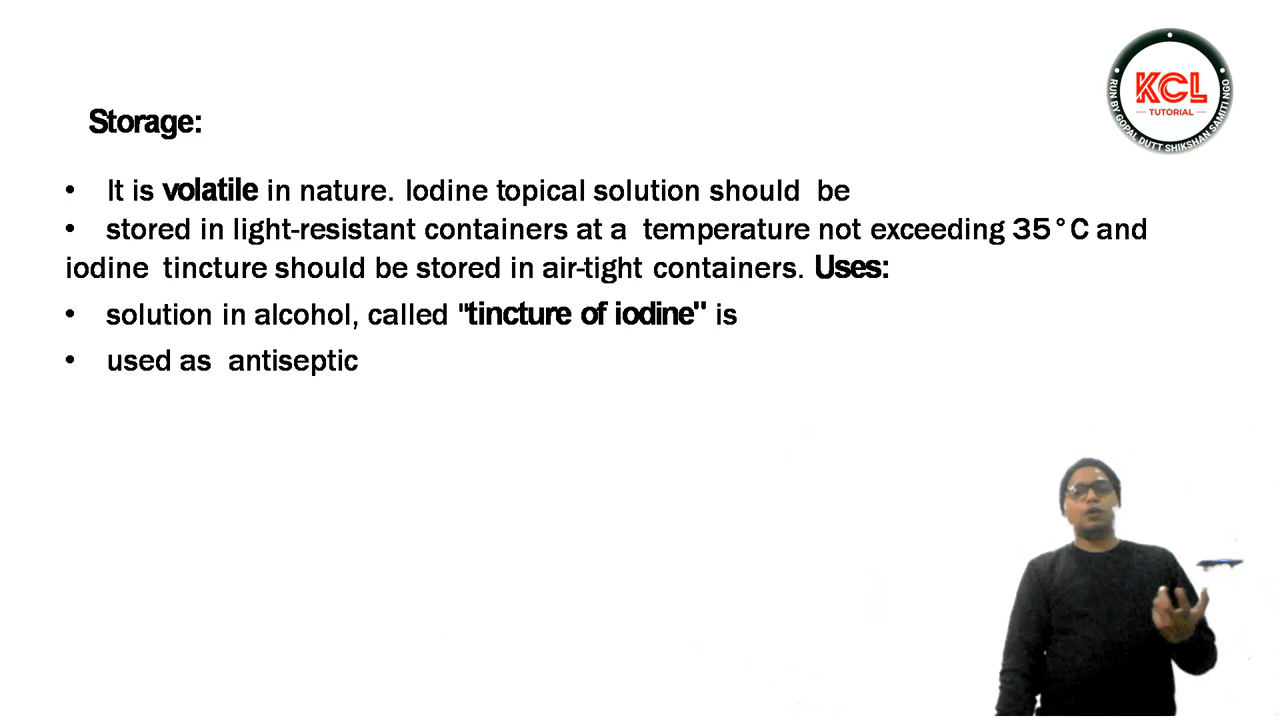 KCL
TUTORIAL
RUN BY GOPAL DUTT SHIKSHAN SAMITI NGO
Storage:
• It is volatile in nature. Iodine topical solution should be
• stored in light-resistant containers at a temperature not exceeding 35°C and
iodine tincture should be stored in air-tight containers. Uses:
• solution in alcohol, called "tincture of iodine" is
• used as antiseptic